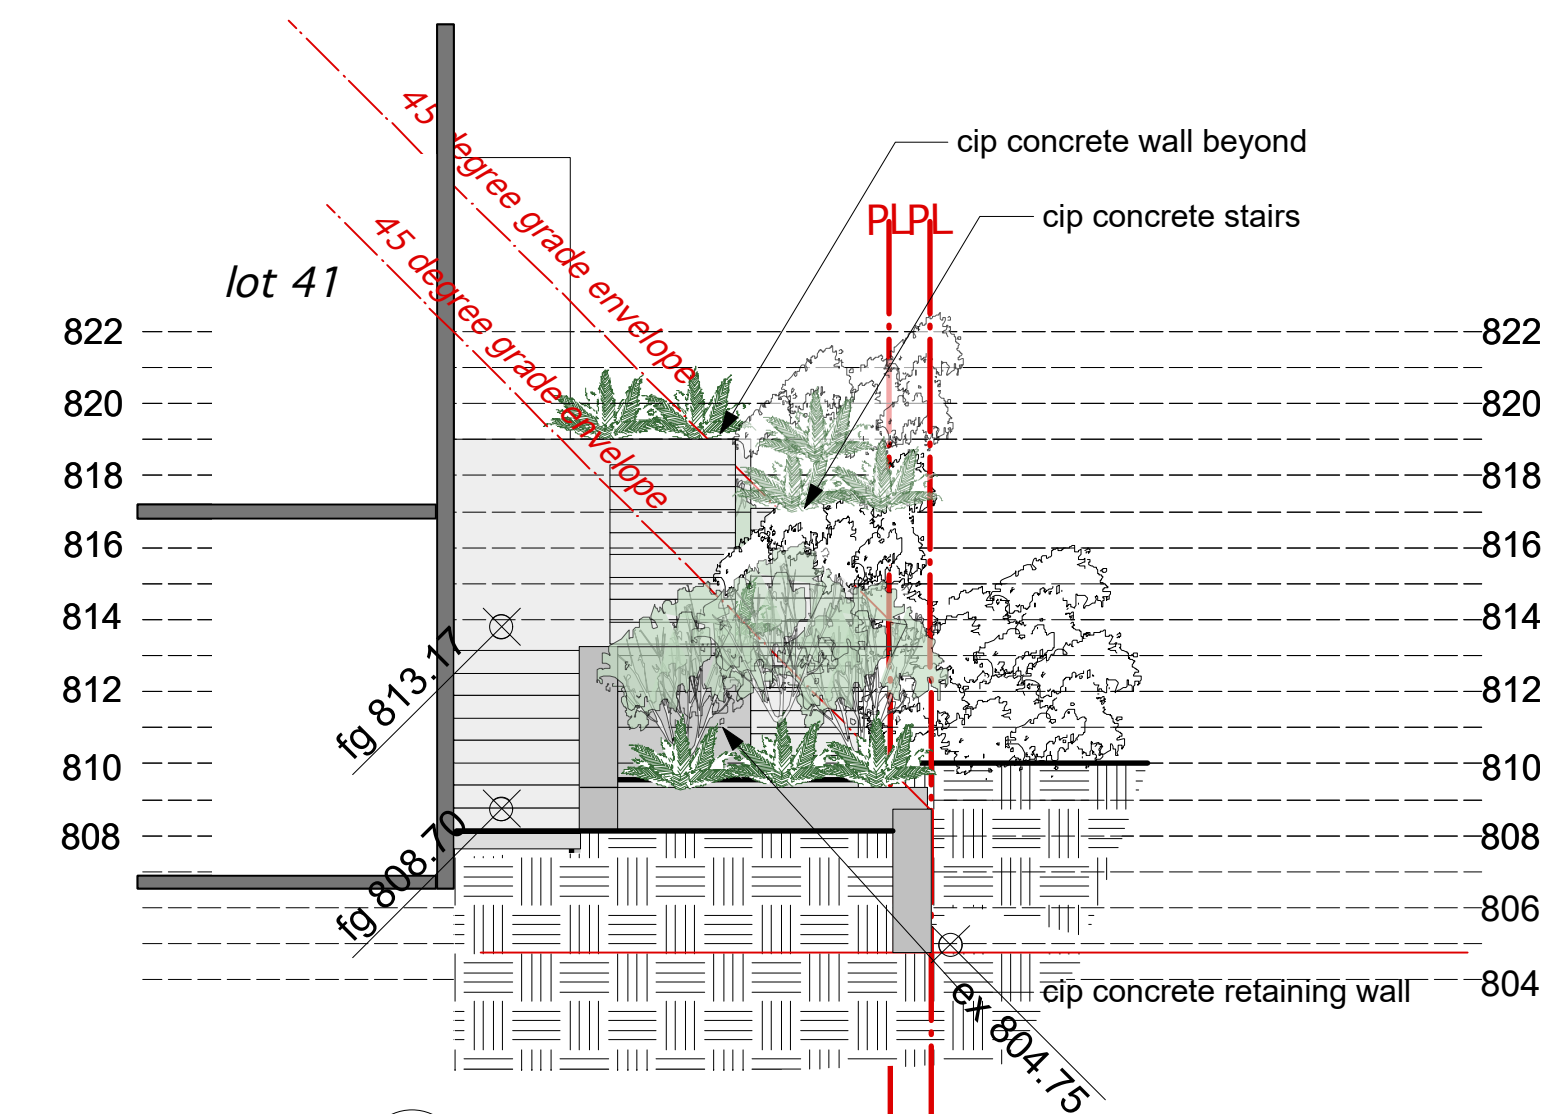 cip concrete wall beyond
cip concrete stairs
PL PL
45 degree grade envelope
45 degree grade envelope
lot 41
822 822
820 820
818 818
816 816
814 814
fg 813.17
812 812
810 810
808 808
fg 808.70
806
804
cip concrete retaining wall
ex 804.75